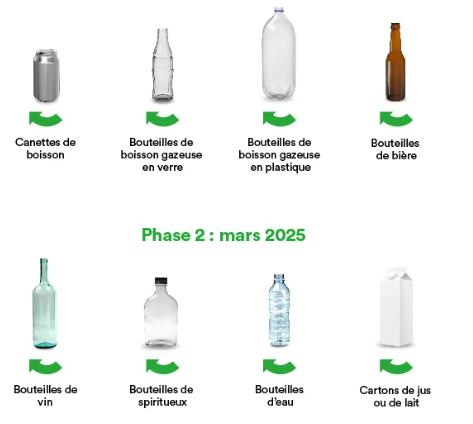 Canettes de
boisson
Bouteilles de
boisson gazeuse
en verre
Bouteilles de
boisson gazeuse
en plastique
Bouteilles
de bière
Phase 2 : mars 2025
Bouteilles de
vin
Bouteilles de
spiritueux
Bouteilles
d'eau
Cartons de jus
ou de lait